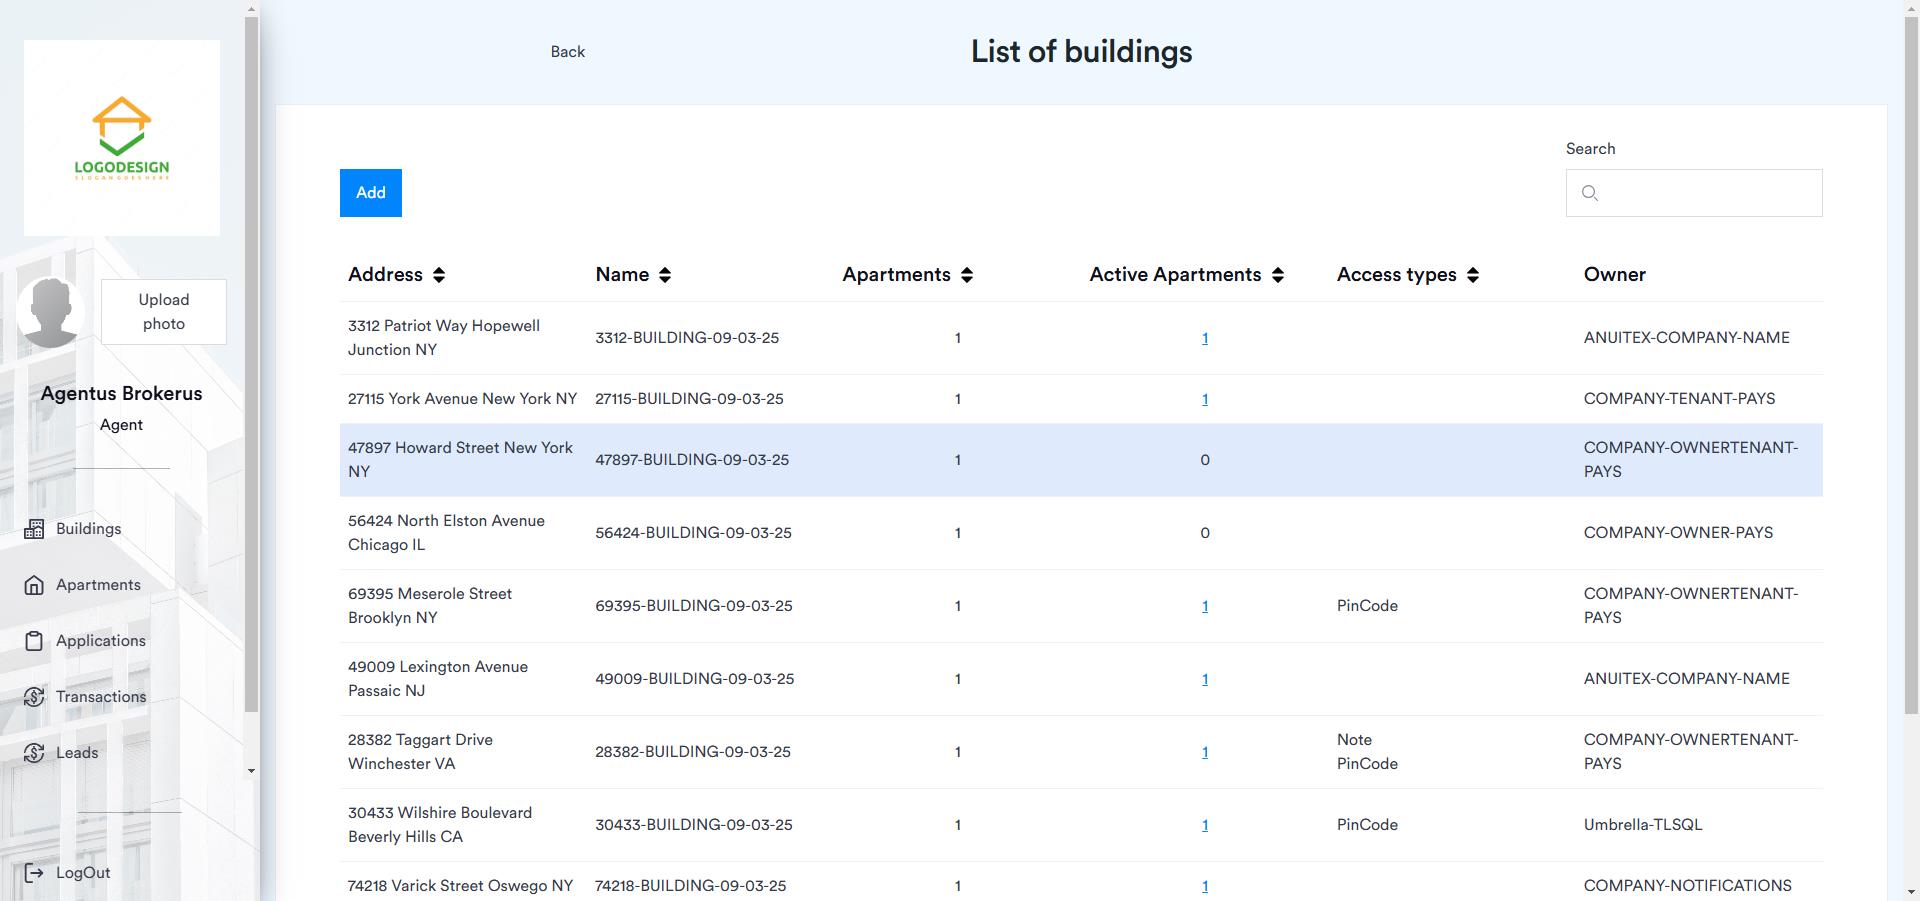 LOGODESIGN
SLOGANGOESHERE
Upload
photo
Agentus Brokerus
Agent
Buildings
Apartments
Applications
Transactions
Leads
LogOut
Back
List of buildings
Add
Search
Address Name Apartments Active Apartments Access types Owner
3312 Patriot Way Hopewell
Junction NY
3312-BUILDING-09-03-25 1 1 ANUITEX-COMPANY-NAME
27115 York Avenue New York NY 27115-BUILDING-09-03-25 1 1 COMPANY-TENANT-PAYS
47897 Howard Street New York
NY
47897-BUILDING-09-03-25 1 0
COMPANY-OWNERTENANT-
PAYS
56424 North Elston Avenue
Chicago IL
56424-BUILDING-09-03-25 1 0 COMPANY-OWNER-PAYS
69395 Meserole Street
Brooklyn NY
69395-BUILDING-09-03-25 1 1 PinCode
COMPANY-OWNERTENANT-
PAYS
49009 Lexington Avenue
Passaic NJ
49009-BUILDING-09-03-25 1 1 ANUITEX-COMPANY-NAME
28382 Taggart Drive
Winchester VA
28382-BUILDING-09-03-25 1 1
Note
PinCode
COMPANY-OWNERTENANT-
PAYS
30433 Wilshire Boulevard
Beverly Hills CA
30433-BUILDING-09-03-25 1 1 PinCode Umbrella-TLSQL
74218 Varick Street Oswego NY 74218-BUILDING-09-03-25 1 1 COMPANY-NOTIFICATIONS